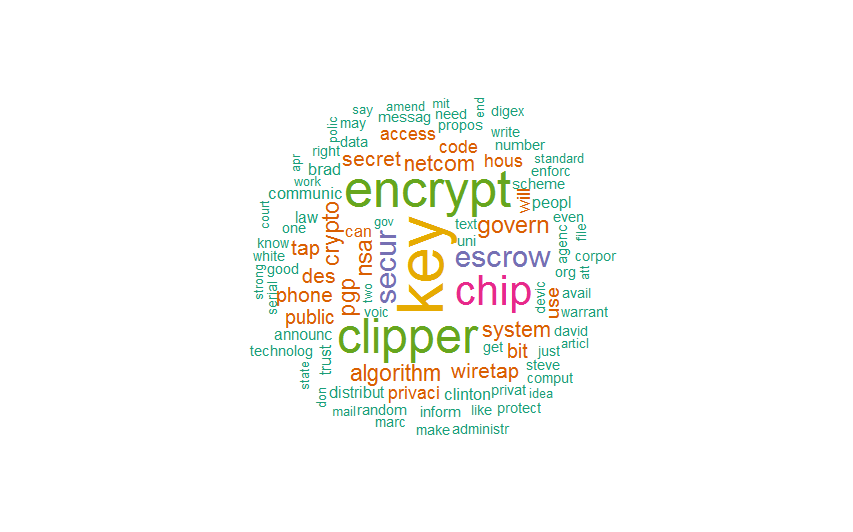 say
amend
mit
end
digex
polic
may
messag
need
propos
write
number
access
data
code
right
apr
secret
netcom
hous
standard
enforc
brad
work
encrypt
scheme
communic
will
peopl
court
law
crypto
one
can
gov
key
text
govern
even
file
know
tap
nsa
secur
uni
escrow
agenc
corpor
white
good
strong
serial
des
pgp
two
chip
devic
use
org
att
avail
phone
public
voic
warrant
announc
clipper
system
david
articl
technolog
trust
get
bit
just
state
algorithm
wiretap
steve
comput
don
distribut
privaci
clinton
privat
idea
mail
random
inform
like
protect
marc
make
administr